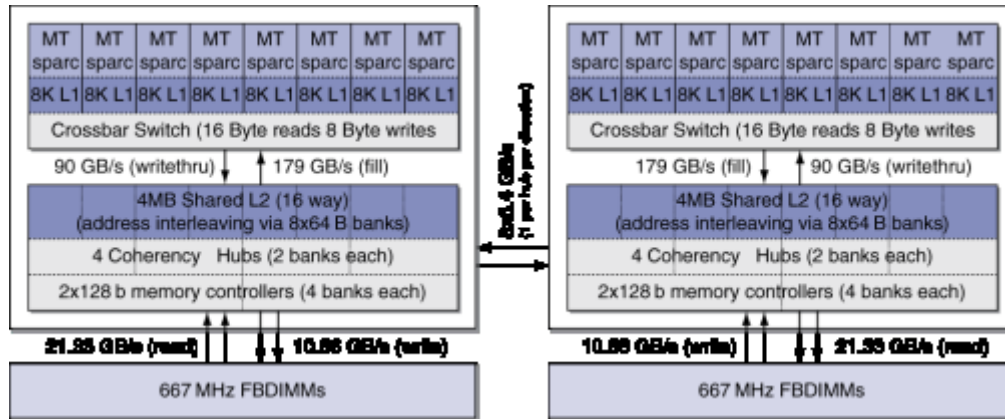 MT MT MT MT MT MT MT MT
sparc sparc sparc sparc sparc sparc sparc sparc
8K L1 8K L1 8K L1 8K L1 8K L1 8K L1 8K L1 8K L1
Crossbar Switch (16 Byte reads 8 Byte writes
90 GB/s (writethru)
179 GB/s (fill)
4MB Shared L2 (16 way)
(address interleaving via 8x64 B banks)
4 Coherency Hubs (2 banks each)
2x128 b memory controllers (4 banks each)
21.33 GB/s (read)
10.66 GB/s (write)
667 MHz FBDIMMs
GB/s
(1 per hub per direction)
MT MT MT MT MT MT MT MT
sparc sparc sparc sparc sparc sparc sparc sparc
8K L1 8K L1 8K L1 8K L1 8K L1 8K L1 8K L1 8K L1
Crossbar Switch (16 Byte reads 8 Byte writes
179 GB/s (fill)
90 GB/s (writethru)
4MB Shared L2 (16 way)
(address interleaving via 8x64 B banks)
4 Coherency Hubs (2 banks each)
2x128 b memory controllers (4 banks each)
10.66 GB/s (write)
21.33 GB/s (read)
667 MHz FBDIMMs